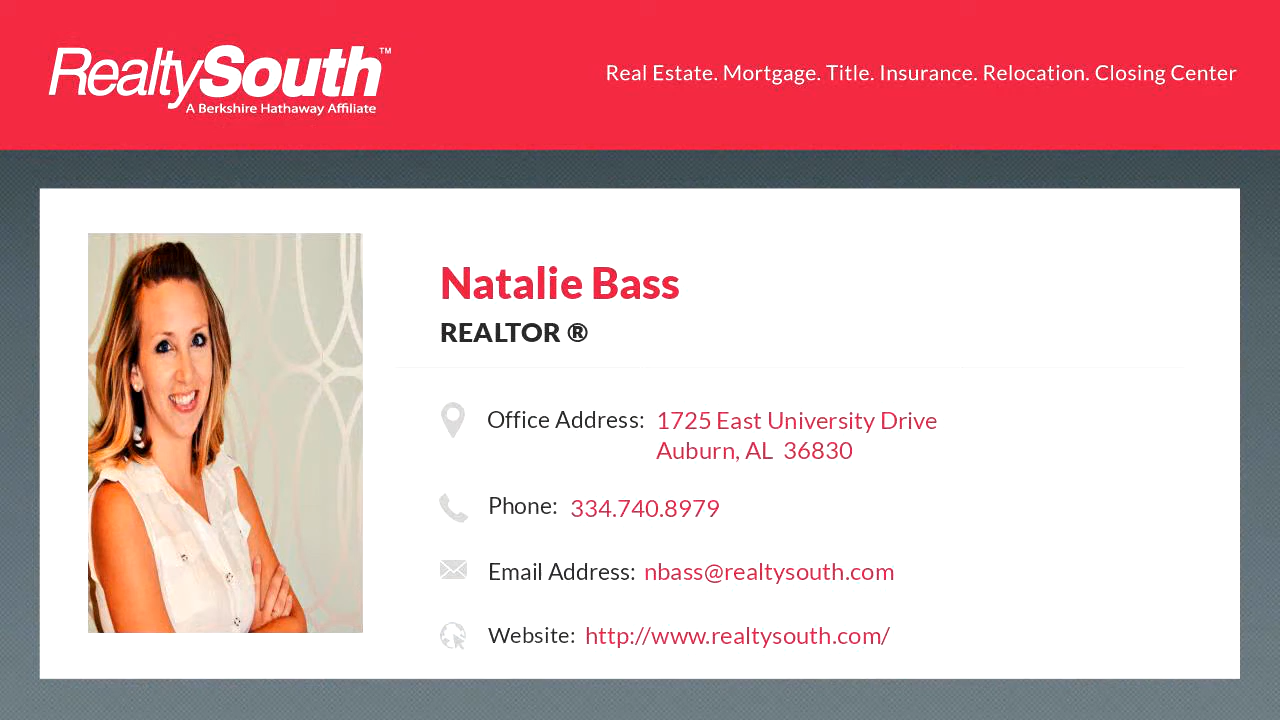 RealtySouth™
A Berkshire Hathaway Affiliate
Real Estate. Mortgage. Title. Insurance. Relocation. Closing Center
Natalie Bass
REALTOR ®
Office Address: 1725 East University Drive
Auburn, AL 36830
Phone: 334.740.8979
Email Address: nbass@realtysouth.com
Website: http://www.realtysouth.com/